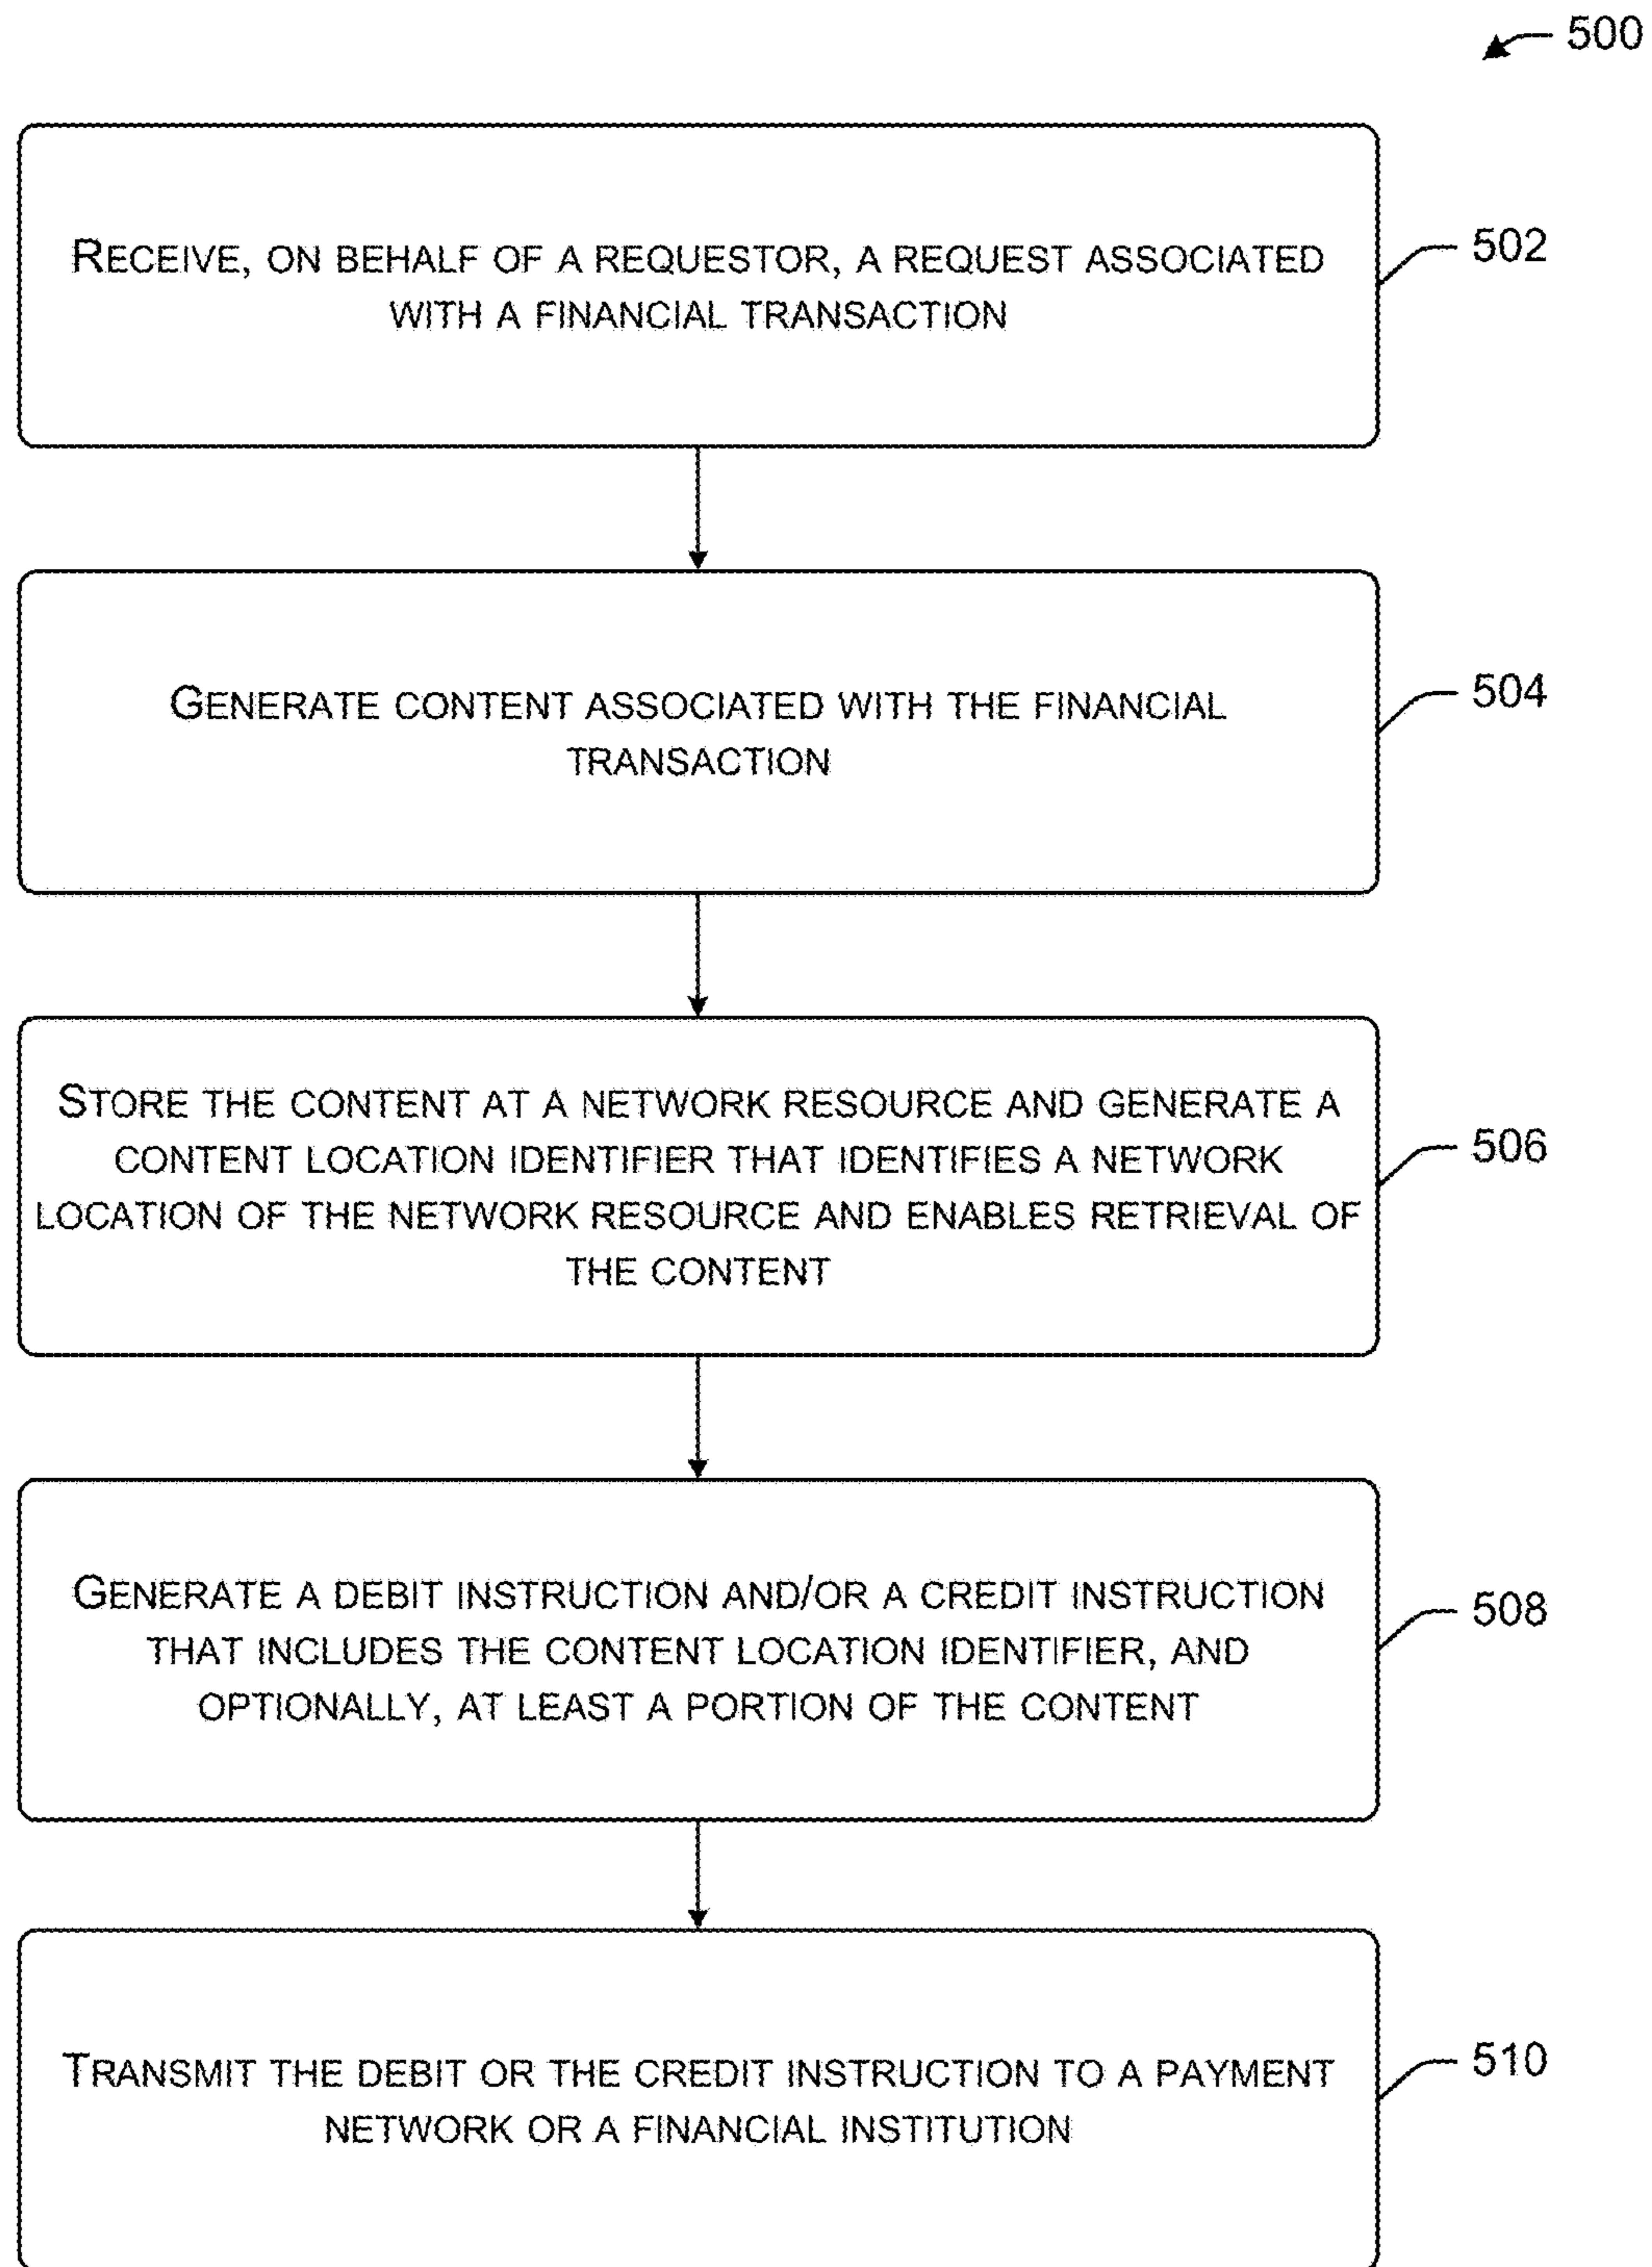 500
RECEIVE, ON BEHALF OF A REQUESTOR, A REQUEST ASSOCIATED
WITH A FINANCIAL TRANSACTION
502
GENERATE CONTENT ASSOCIATED WITH THE FINANCIAL
TRANSACTION
504
STORE THE CONTENT AT A NETWORK RESOURCE AND GENERATE A
CONTENT LOCATION IDENTIFIER THAT IDENTIFIES A NETWORK
LOCATION OF THE NETWORK RESOURCE AND ENABLES RETRIEVAL OF
THE CONTENT
506
GENERATE A DEBIT INSTRUCTION AND/OR A CREDIT INSTRUCTION
THAT INCLUDES THE CONTENT LOCATION IDENTIFIER, AND
OPTIONALLY, AT LEAST A PORTION OF THE CONTENT
508
TRANSMIT THE DEBIT OR THE CREDIT INSTRUCTION TO A PAYMENT
NETWORK OR A FINANCIAL INSTITUTION
510